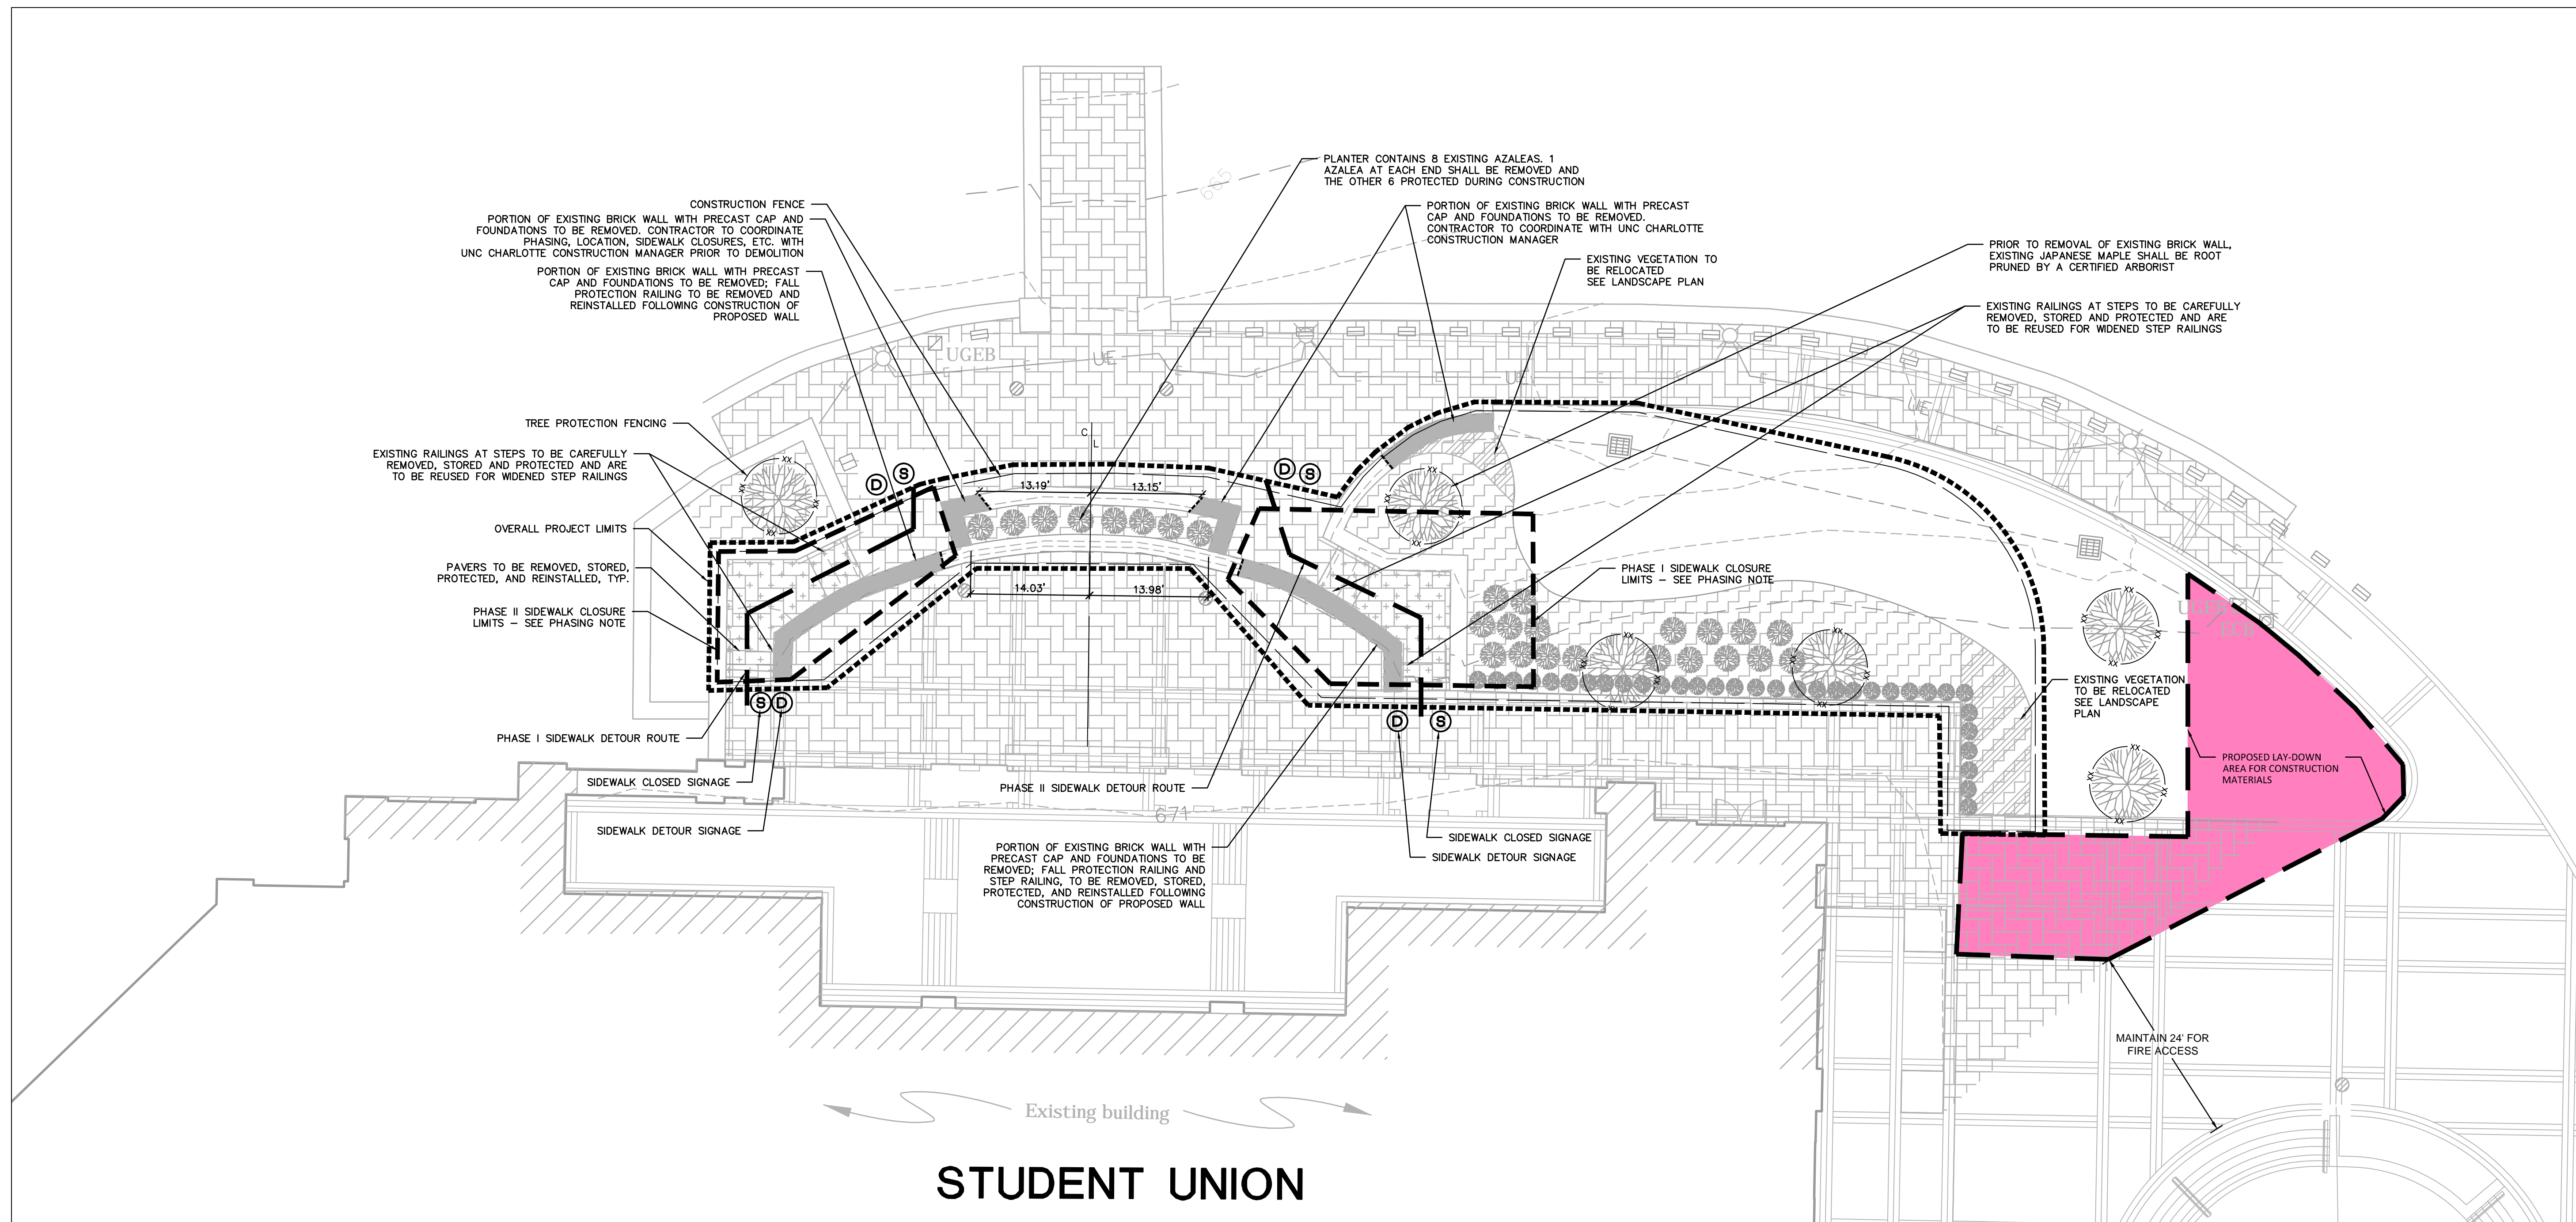 665
PLANTER CONTAINS 8 EXISTING AZALEAS. 1
AZALEA AT EACH END SHALL BE REMOVED AND
THE OTHER 6 PROTECTED DURING CONSTRUCTION
CONSTRUCTION FENCE
PORTION OF EXISTING BRICK WALL WITH PRECAST CAP AND
FOUNDATIONS TO BE REMOVED. CONTRACTOR TO COORDINATE
PHASING, LOCATION, SIDEWALK CLOSURES, ETC. WITH
UNC CHARLOTTE CONSTRUCTION MANAGER PRIOR TO DEMOLITION
PORTION OF EXISTING BRICK WALL WITH PRECAST
CAP AND FOUNDATIONS TO BE REMOVED; FALL
PROTECTION RAILING TO BE REMOVED AND
REINSTALLED FOLLOWING CONSTRUCTION OF
PROPOSED WALL
PORTION OF EXISTING BRICK WALL WITH PRECAST
CAP AND FOUNDATIONS TO BE REMOVED.
CONTRACTOR TO COORDINATE WITH UNC CHARLOTTE
CONSTRUCTION MANAGER
EXISTING VEGETATION TO
BE RELOCATED
SEE LANDSCAPE PLAN
PRIOR TO REMOVAL OF EXISTING BRICK WALL,
EXISTING JAPANESE MAPLE SHALL BE ROOT
PRUNED BY A CERTIFIED ARBORIST
EXISTING RAILINGS AT STEPS TO BE CAREFULLY
REMOVED, STORED AND PROTECTED AND ARE
TO BE REUSED FOR WIDENED STEP RAILINGS
UGEB
UE
UE
UE
TREE PROTECTION FENCING
EXISTING RAILINGS AT STEPS TO BE CAREFULLY
REMOVED, STORED AND PROTECTED AND ARE
TO BE REUSED FOR WIDENED STEP RAILINGS
OVERALL PROJECT LIMITS
PAVERS TO BE REMOVED, STORED,
PROTECTED, AND REINSTALLED, TYP.
PHASE II SIDEWALK CLOSURE
LIMITS – SEE PHASING NOTE
PHASE I SIDEWALK DETOUR ROUTE
SIDEWALK CLOSED SIGNAGE
SIDEWALK DETOUR SIGNAGE
C
L
D S
D S
13.19'
13.15'
14.03'
13.98'
S D
D S
PHASE I SIDEWALK CLOSURE
LIMITS – SEE PHASING NOTE
PHASE II SIDEWALK DETOUR ROUTE
671
PORTION OF EXISTING BRICK WALL WITH
PRECAST CAP AND FOUNDATIONS TO BE
REMOVED; FALL PROTECTION RAILING AND
STEP RAILING, TO BE REMOVED, STORED,
PROTECTED, AND REINSTALLED FOLLOWING
CONSTRUCTION OF PROPOSED WALL
SIDEWALK CLOSED SIGNAGE
SIDEWALK DETOUR SIGNAGE
UGEB
ECB
EXISTING VEGETATION
TO BE RELOCATED
SEE LANDSCAPE
PLAN
PROPOSED LAY-DOWN
AREA FOR CONSTRUCTION
MATERIALS
MAINTAIN 24' FOR
FIRE ACCESS
Existing building
STUDENT UNION